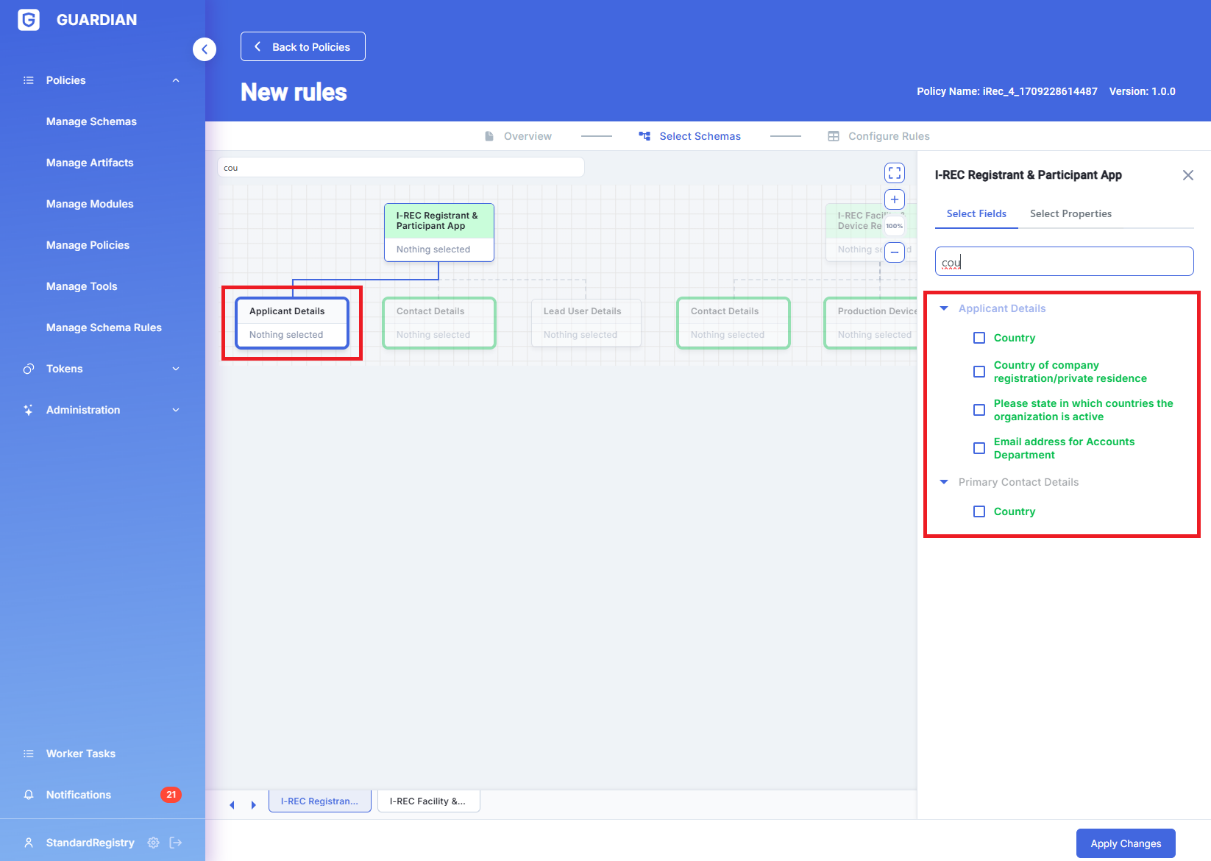 GUARDIAN
Policies
Manage Schemas
Manage Artifacts
Manage Modules
Manage Policies
Manage Tools
Manage Schema Rules
Tokens
Administration
Worker Tasks
Notifications
21
StandardRegistry
Back to Policies
New rules
Policy Name: iRec_4_1709228614487 Version: 1.0.0
Overview
Select Schemas
Configure Rules
cou
100%
I-REC Registrant &
Participant App
Nothing selected
I-REC Facility &
Device Re
Nothing se
Applicant Details
Nothing selected
Contact Details
Nothing selected
Lead User Details
Nothing selected
Contact Details
Nothing selected
Production Device
Nothing selected
I-REC Registran...
I-REC Facility &...
I-REC Registrant & Participant App
Select Fields
Select Properties
cou
Applicant Details
Country
Country of company
registration/private residence
Please state in which countries the
organization is active
Email address for Accounts
Department
Primary Contact Details
Country
Apply Changes